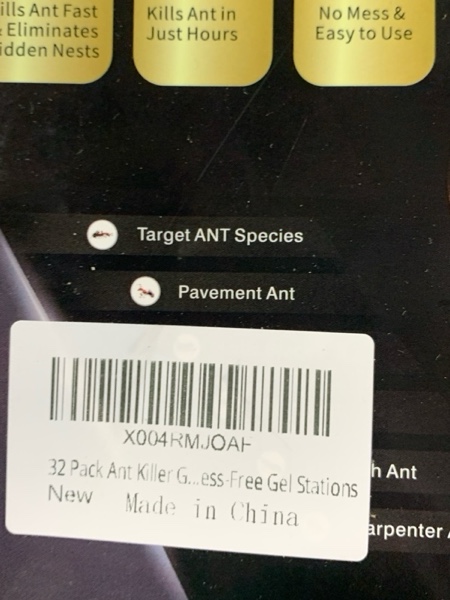 ills Ant Fast
Eliminates
idden Nests
Kills Ant in
Just Hours
No Mess &
Easy to Use
Target ANT Species
Pavement Ant
X004RMJOAF
32 Pack Ant Killer G...ess-Free Gel Stations
New Made in China
h Ant
arpenter